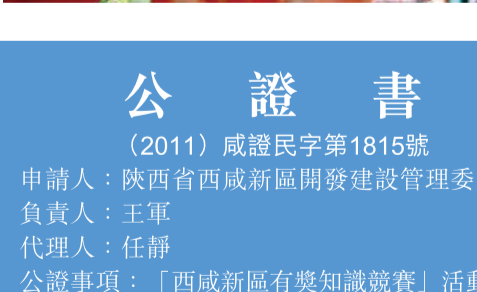 公證書
（2011）咸證民字第1815號
申請人：陝西省西咸新區開發建設管理委
負責人：王軍
代理人：任靜
公證事項：「西咸新區有獎知識競賽」活動